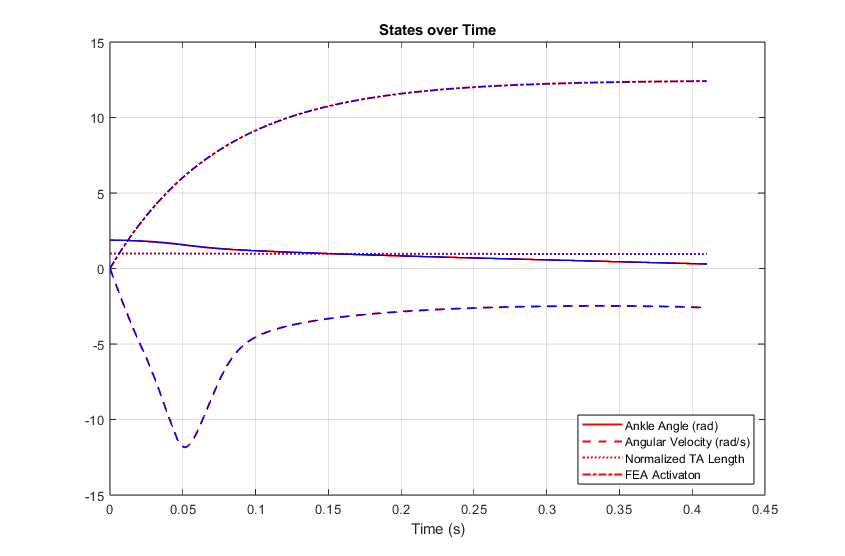 States over Time
15
10
5
0
-5
-10
-15
0 0.05 0.1 0.15 0.2 0.25 0.3 0.35 0.4 0.45
Time (s)
Ankle Angle (rad)
Angular Velocity (rad/s)
Normalized TA Length
FEA Activaton